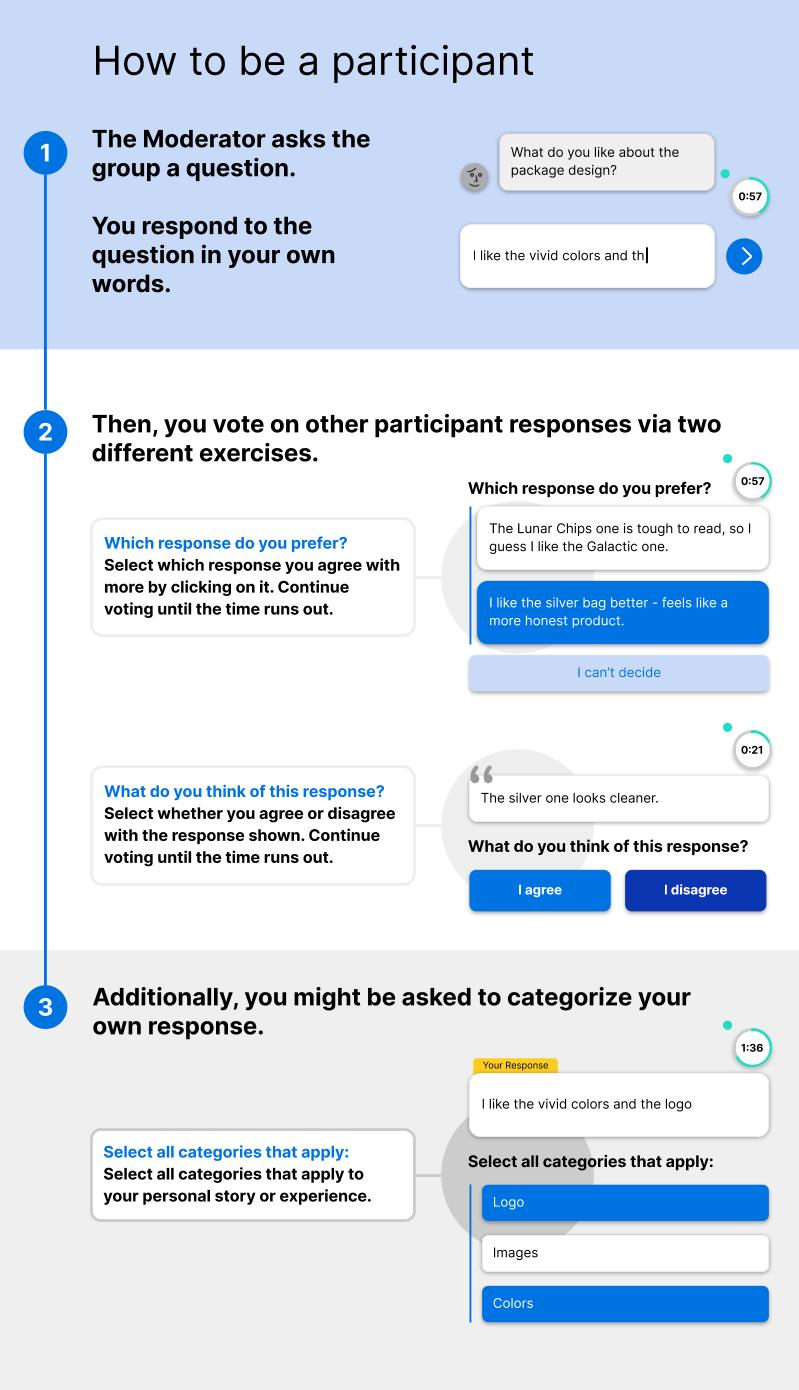 How to be a participant
1
The Moderator asks the
group a question.
You respond to the
question in your own
words.
What do you like about the
package design?
0:57
I like the vivid colors and th
2
Then, you vote on other participant responses via two
different exercises.
Which response do you prefer?
Select which response you agree with
more by clicking on it. Continue
voting until the time runs out.
Which response do you prefer?
0:57
The Lunar Chips one is tough to read, so I
guess I like the Galactic one.
I like the silver bag better - feels like a
more honest product.
I can't decide
What do you think of this response?
Select whether you agree or disagree
with the response shown. Continue
voting until the time runs out.
0:21
“
The silver one looks cleaner.
What do you think of this response?
I agree
I disagree
3
Additionally, you might be asked to categorize your
own response.
Select all categories that apply:
Select all categories that apply to
your personal story or experience.
1:36
Your Response
I like the vivid colors and the logo
Select all categories that apply:
Logo
Images
Colors